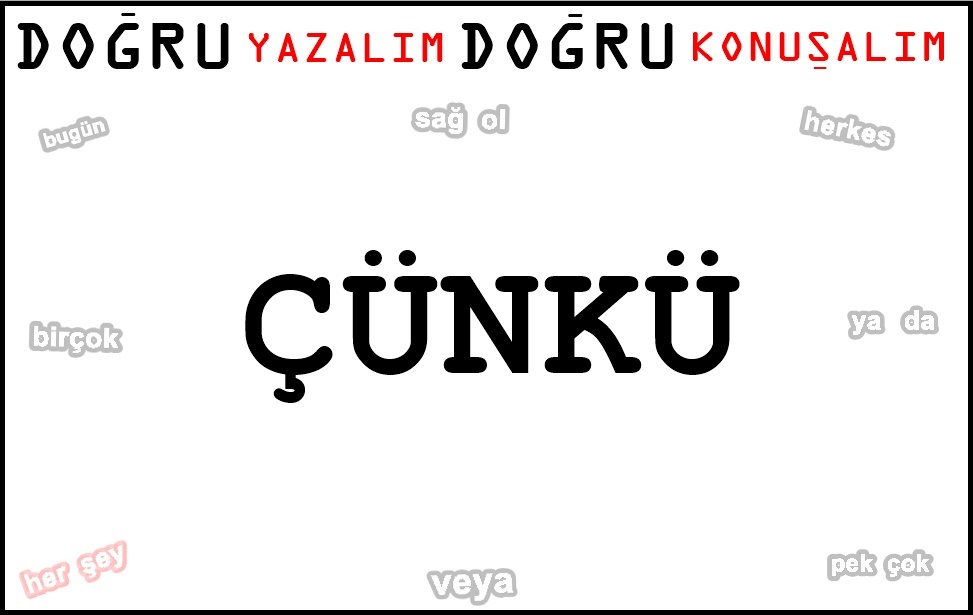 DOĞRU YAZALIM DOĞRU KONUŞALIM
bugün
sağ ol
herkes
ÇÜNKÜ
birçok
ya da
her şey
veya
pek çok